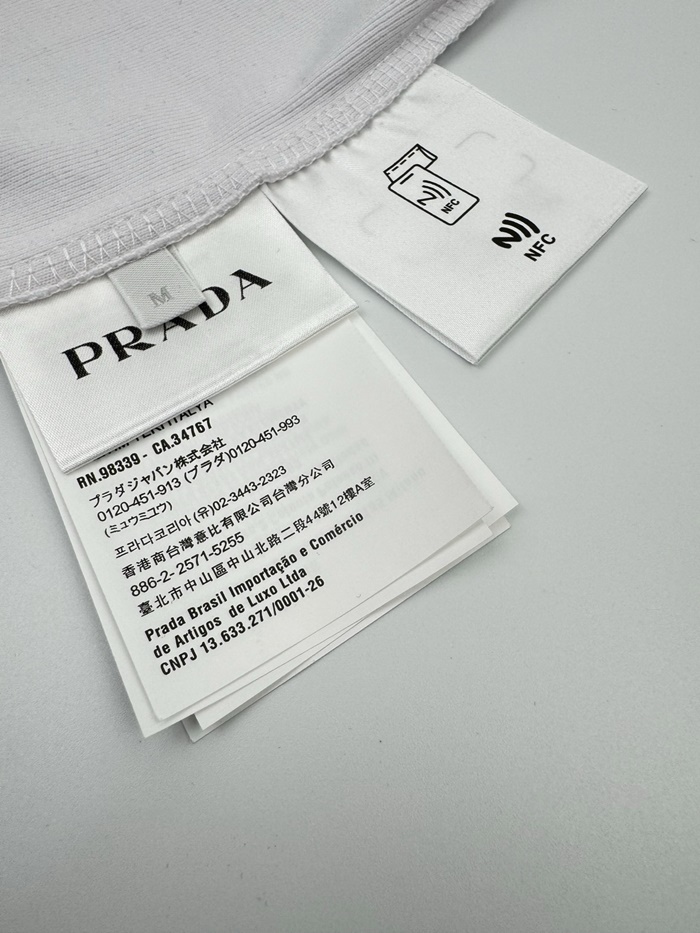 NFC
NFC
M
PRADA
RN.98339 - CA.34767
プラダジャパン株式会社
0120-451-913 (プラダ)0120-451-993
(ミュウミュウ)
프라다코리아 (유)02-3443-2323
香港商台灣意比有限公司台灣分公司
886-2- 2571-5255
臺北市中山區中山北路二段44號12樓A室
Prada Brasil Importação e Comércio
de Artigos de Luxo Ltda
CNPJ 13.633.271/0001-26